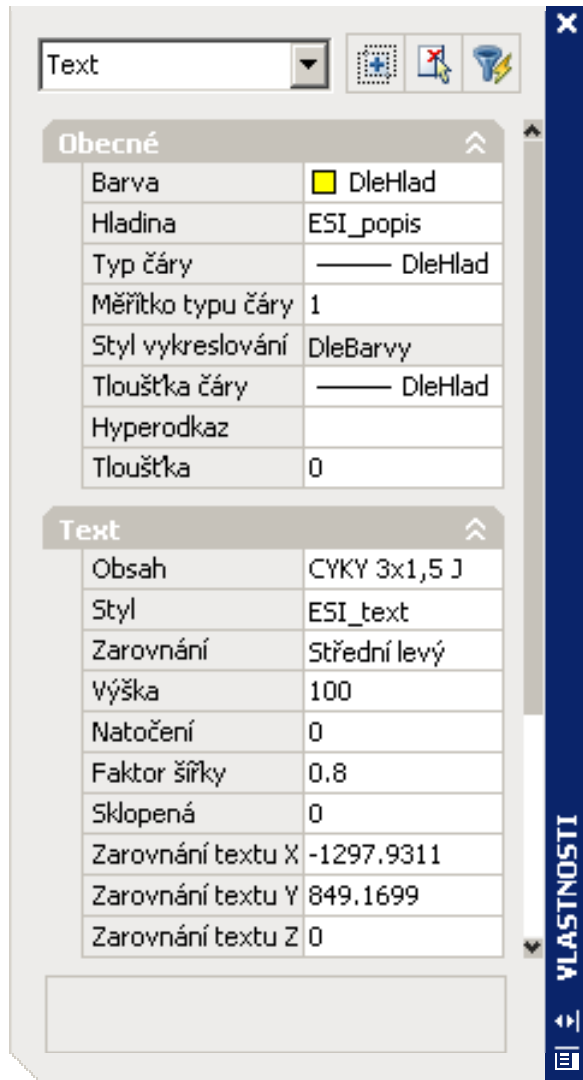 Text
Obecné
Barva DleHlad
Hladina ESI_popis
Typ čáry DleHlad
Měřítko typu čáry 1
Styl vykreslování DleBarvy
Tloušťka čáry DleHlad
Hyperodkaz
Tloušťka 0
Text
Obsah CYKY 3x1,5 J
Styl ESI_text
Zarovnání Střední levý
Výška 100
Natočení 0
Faktor šířky 0.8
Sklopená 0
Zarovnání textu X -1297.9311
Zarovnání textu Y 849.1699
Zarovnání textu Z 0
VLASTNOSTI